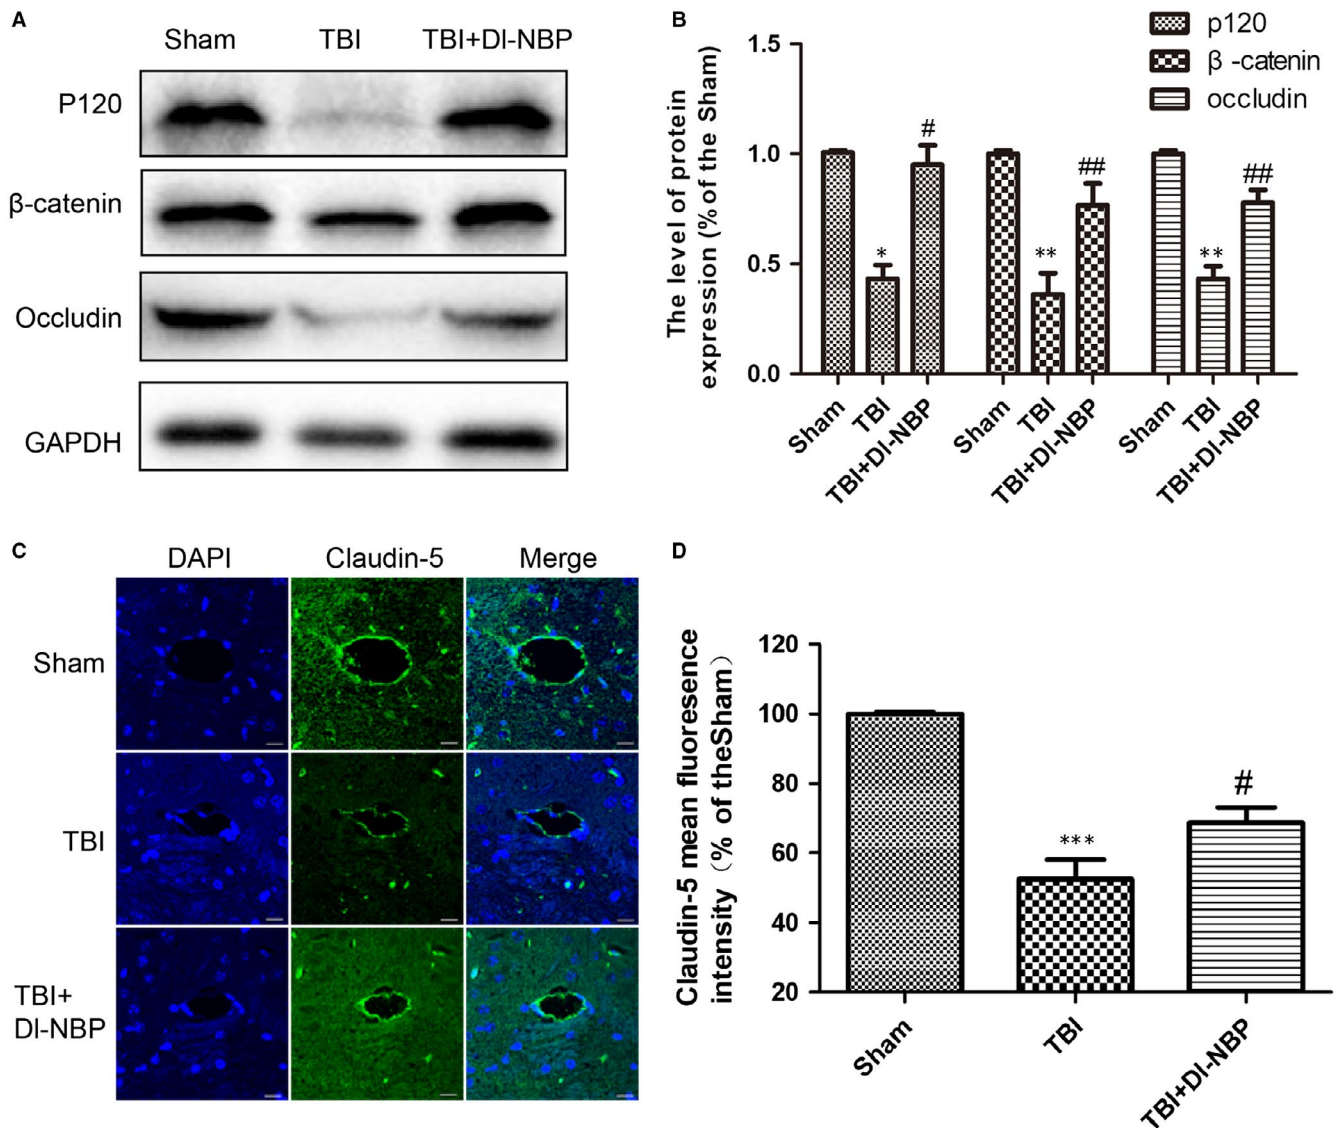 A
Sham TBI TBI+Dl-NBP
P120
β-catenin
Occludin
GAPDH
B
p120
β -catenin
occludin
The level of protein
expression (% of the Sham)
1.5
1.0
0.5
0.0
#
*
##
**
##
**
Sham TBI TBI+Dl-NBP Sham TBI TBI+Dl-NBP Sham TBI TBI+Dl-NBP
C
DAPI Claudin-5 Merge
Sham
TBI
TBI+
Dl-NBP
D
Claudin-5 mean fluoresence
intensity (% of theSham)
120
100
80
60
40
20
***
#
Sham TBI TBI+Dl-NBP